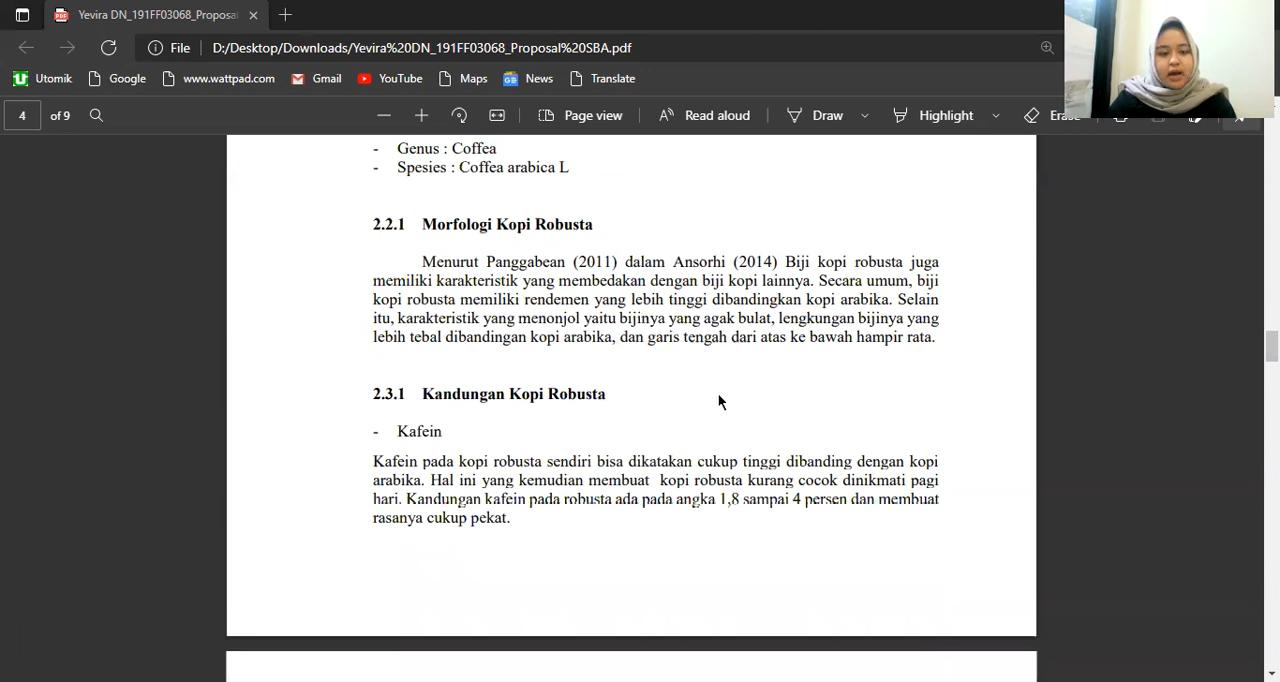 Yevira DN_191FF03068_Proposal
File D:/Desktop/Downloads/Yevira%20DN_191FF03068_Proposal%20SBA.pdf
Utomik Google www.wattpad.com Gmail YouTube Maps News Translate
4 of 9 Page view Read aloud Draw Highlight Erase
- Genus : Coffea
- Spesies : Coffea arabica L
2.2.1 Morfologi Kopi Robusta
Menurut Panggabean (2011) dalam Ansorhi (2014) Biji kopi robusta juga
memiliki karakteristik yang membedakan dengan biji kopi lainnya. Secara umum, biji
kopi robusta memiliki rendemen yang lebih tinggi dibandingkan kopi arabika. Selain
itu, karakteristik yang menonjol yaitu bijinya yang agak bulat, lengkungan bijinya yang
lebih tebal dibandingan kopi arabika, dan garis tengah dari atas ke bawah hampir rata.
2.3.1 Kandungan Kopi Robusta
- Kafein
Kafein pada kopi robusta sendiri bisa dikatakan cukup tinggi dibanding dengan kopi
arabika. Hal ini yang kemudian membuat kopi robusta kurang cocok dinikmati pagi
hari. Kandungan kafein pada robusta ada pada angka 1,8 sampai 4 persen dan membuat
rasanya cukup pekat.